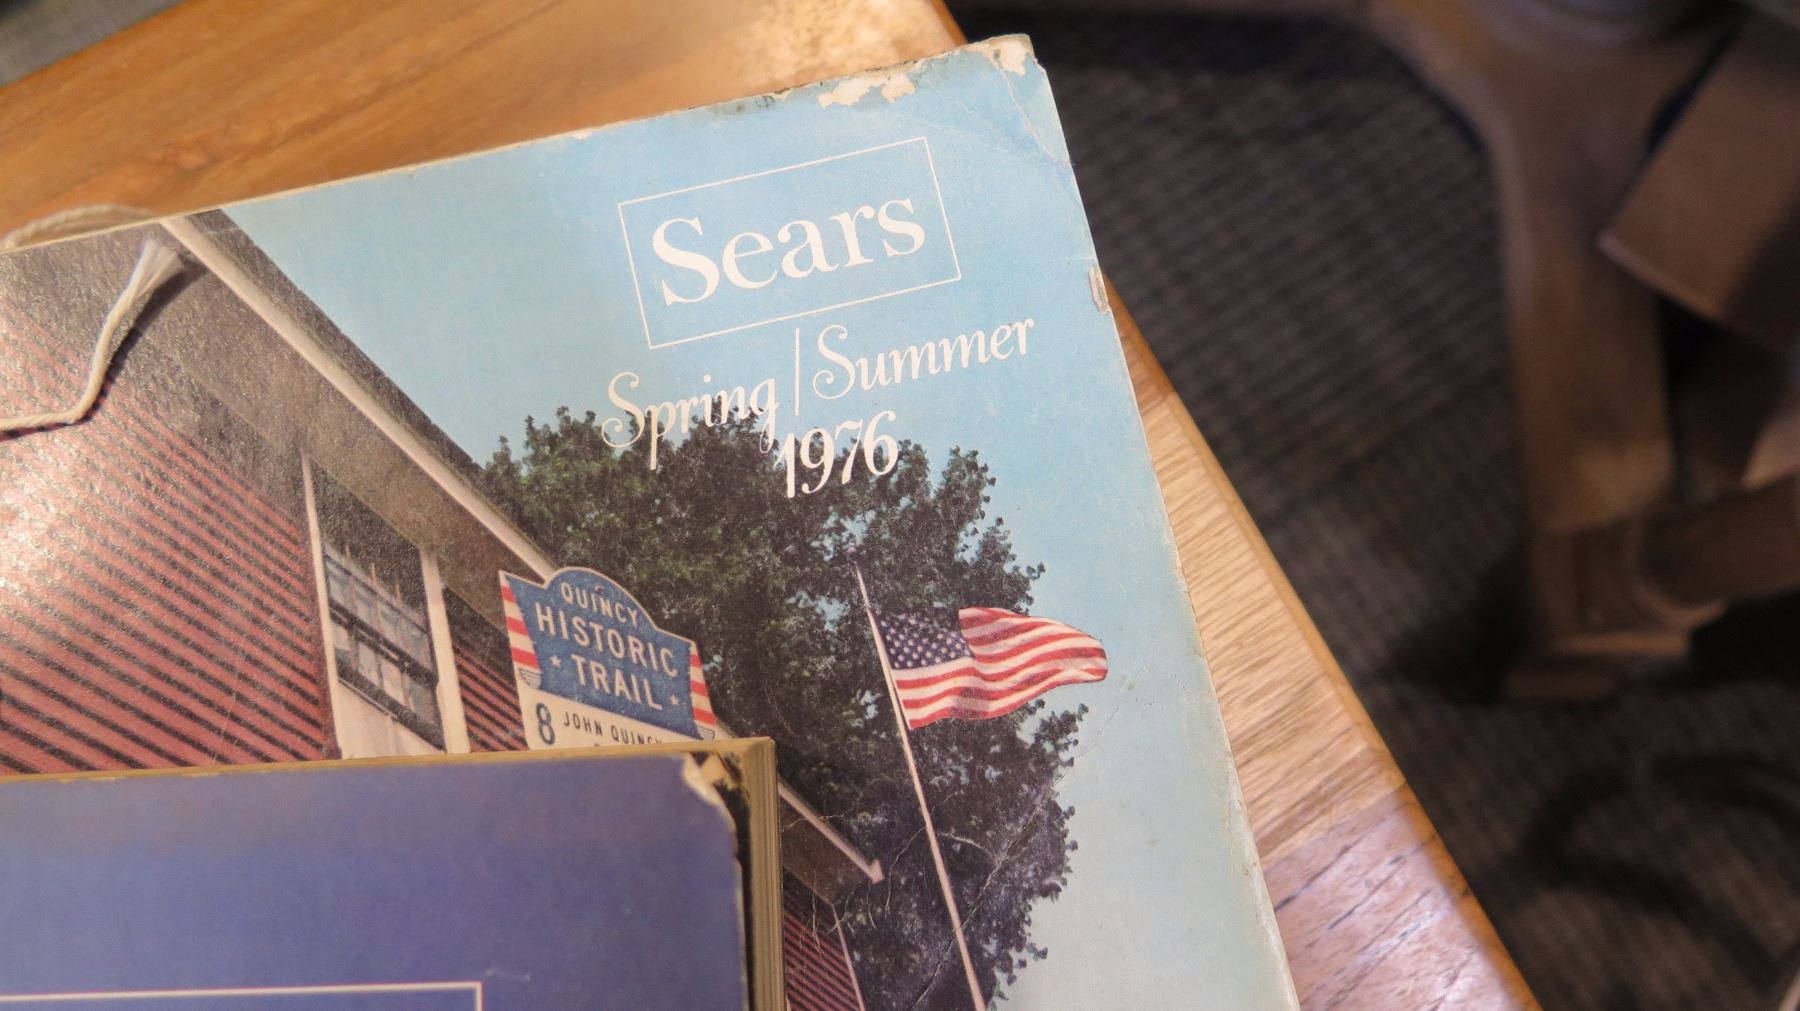 Sears
Spring/Summer
1976
QUINCY
HISTORIC
TRAIL
8 JOHN QUINCY